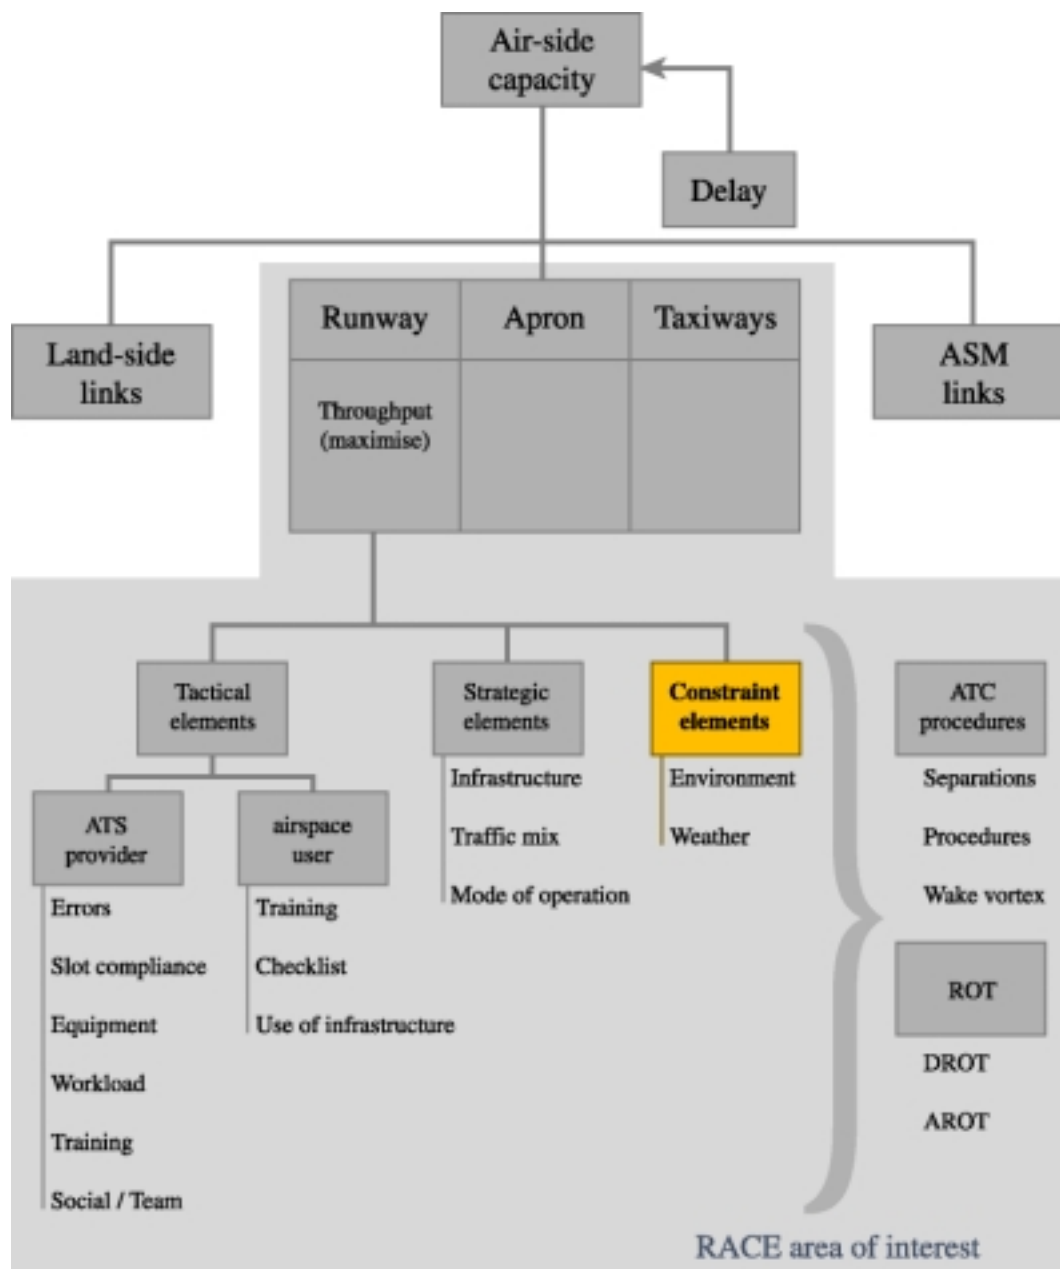 Air-side
capacity
Delay
Land-side
links
Runway
Apron
Taxiways
Throughput
(maximise)
ASM
links
Tactical
elements
Strategic
elements
Constraint
elements
ATC
procedures
ATS
provider
airspace
user
Infrastructure
Traffic mix
Mode of operation
Environment
Weather
Separations
Procedures
Wake vortex
Errors
Slot compliance
Equipment
Workload
Training
Social / Team
Training
Checklist
Use of infrastructure
ROT
DROT
AROT
RACE area of interest